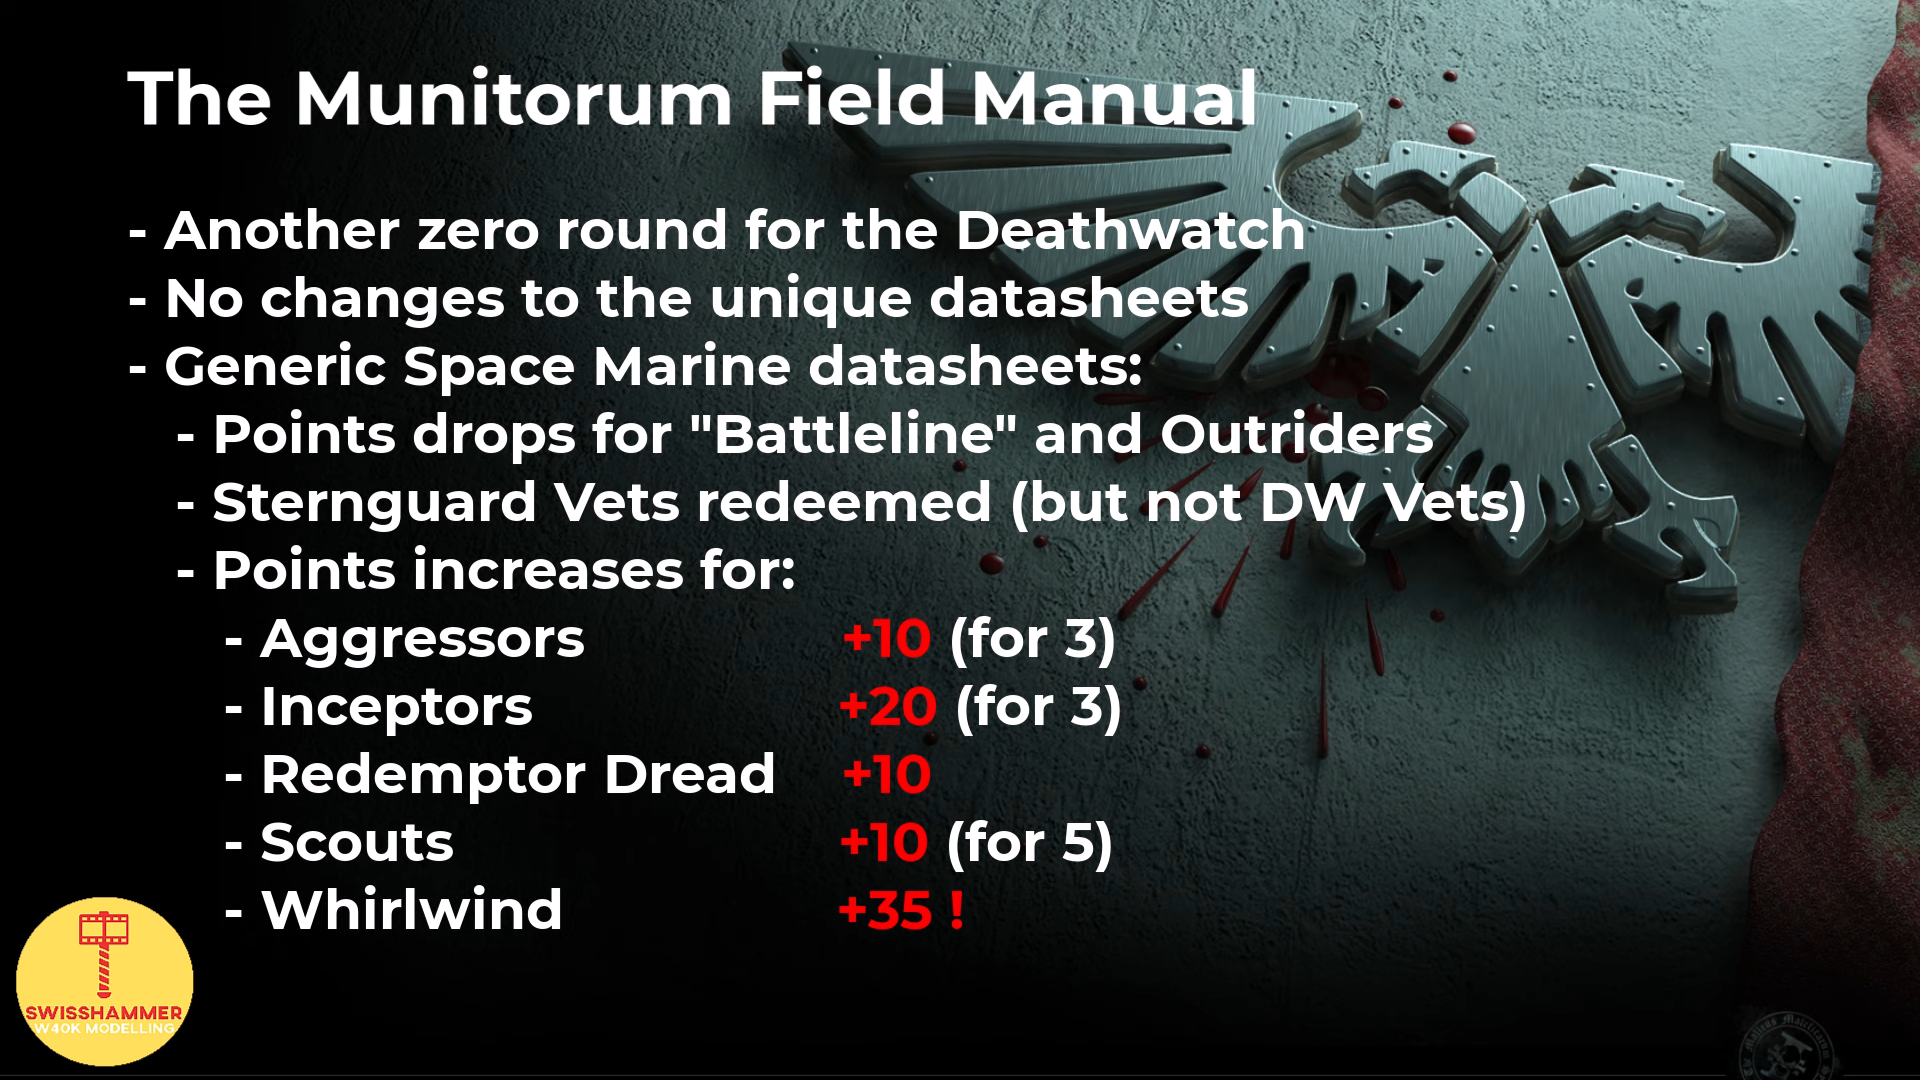 The Munitorum Field Manual
- Another zero round for the Deathwatch
- No changes to the unique datasheets
- Generic Space Marine datasheets:
- Points drops for "Battleline" and Outriders
- Sternguard Vets redeemed (but not DW Vets)
- Points increases for:
- Aggressors +10 (for 3)
- Inceptors +20 (for 3)
- Redemptor Dread +10
- Scouts +10 (for 5)
- Whirlwind +35 !
SWISSHAMMER
W40K MODELLING